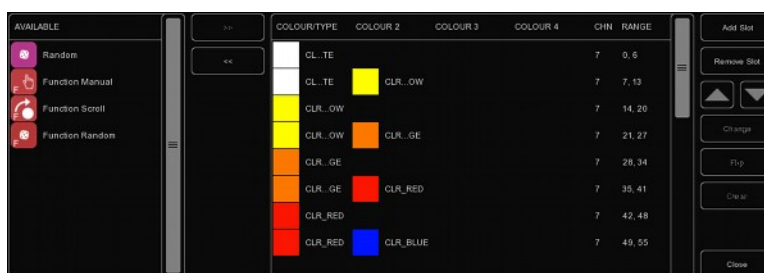 AVAILABLE
Random
F Function Manual
Function Scroll
F Function Random
>>
<<
COLOUR/TYPE COLOUR 2 COLOUR 3 COLOUR 4 CHN RANGE
CL...TE 7 0, 6
CL...TE CLR...OW 7 7, 13
CLR...OW 7 14, 20
CLR...OW CLR...GE 7 21, 27
CLR...GE 7 28, 34
CLR...GE CLR_RED 7 35, 41
CLR_RED 7 42, 48
CLR_RED CLR_BLUE 7 49, 55
Add Slot
Remove Slot
Change
Flip
Clear
Close